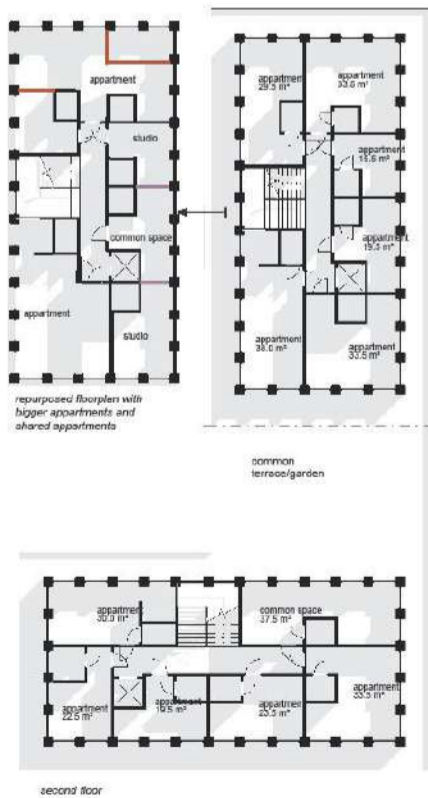 appartment
studio
common space
appartment
studio
repurposed floorplan with
bigger appartments and
shared appartments
appartment
29.5 m²
appartment
33.5 m²
appartment
appartment
19.5 m²
appartment
38.0 m²
appartment
33.5 m²
common
terrace/garden
appartment
30.0 m²
common space
37.5 m²
appartment
22.5 m²
appartment
19.5 m²
appartment
23.5 m²
appartment
33.5 m²
second floor